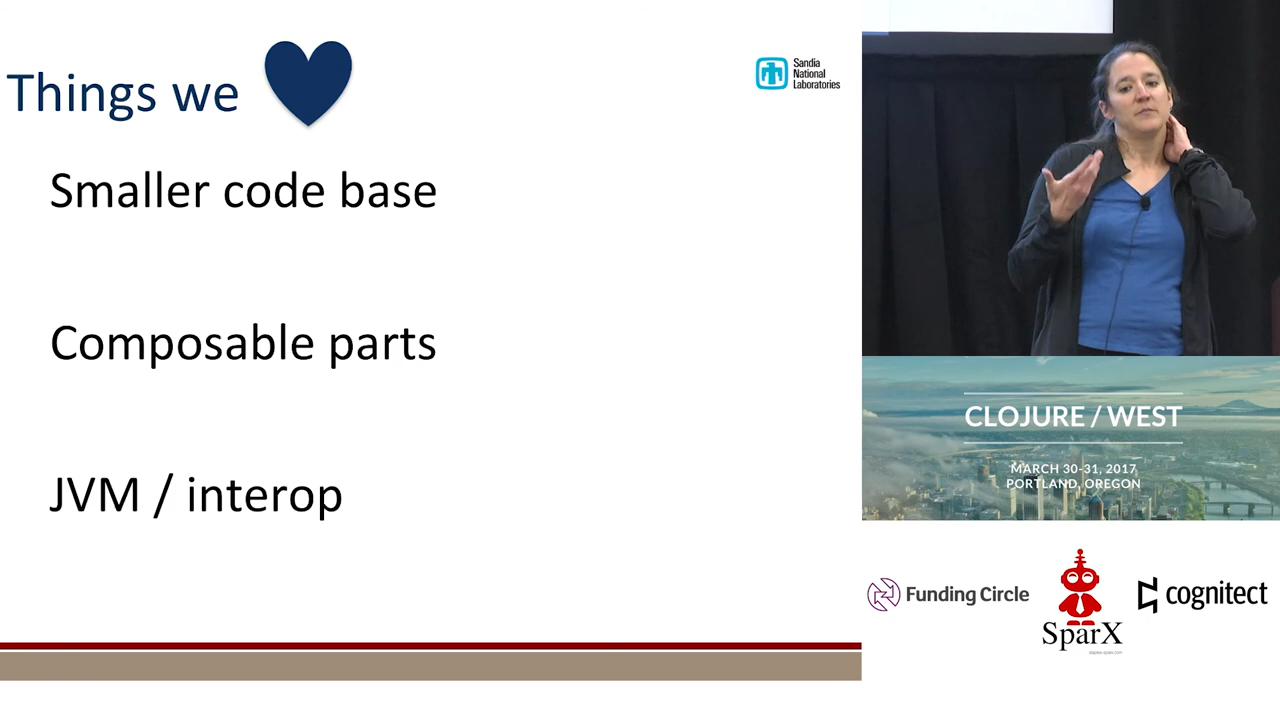 Things we
Sandia
National
Laboratories
Smaller code base
Composable parts
JVM / interop
CLOJURE / WEST
MARCH 30-31, 2017
PORTLAND, OREGON
Funding Circle
SparX
cognitect